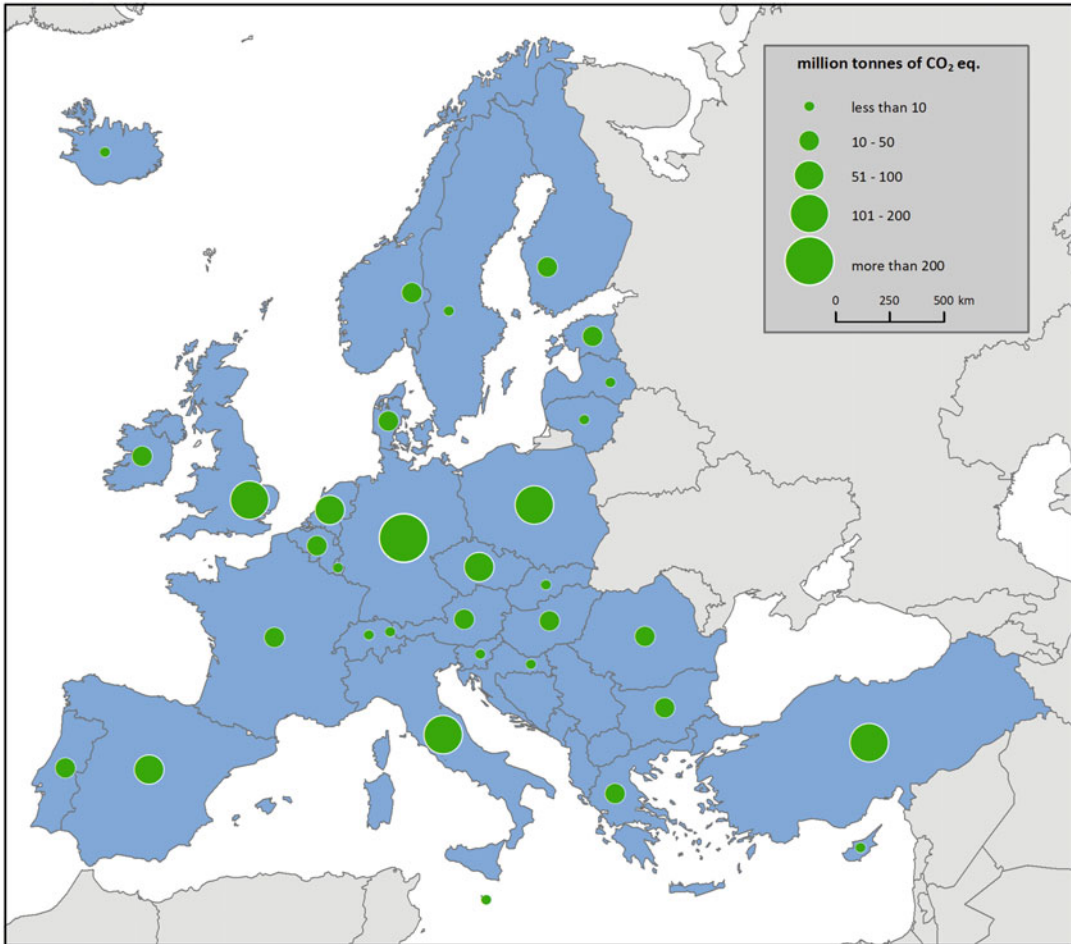 million tonnes of CO₂ eq.
less than 10
10 - 50
51 - 100
101 - 200
more than 200
0 250 500 km